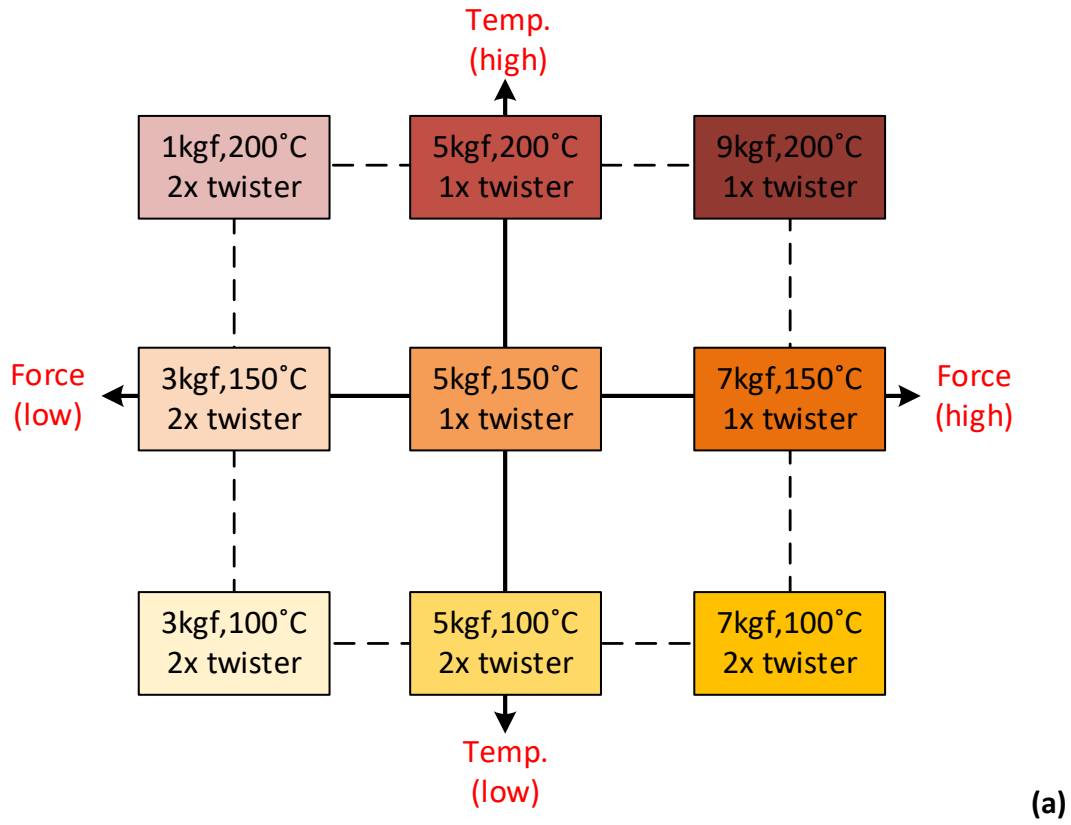 Temp.
(high)
1kgf,200˚C
2x twister
5kgf,200˚C
1x twister
9kgf,200˚C
1x twister
Force
(low)
3kgf,150˚C
2x twister
5kgf,150˚C
1x twister
7kgf,150˚C
1x twister
Force
(high)
3kgf,100˚C
2x twister
5kgf,100˚C
2x twister
7kgf,100˚C
2x twister
Temp.
(low)
(a)